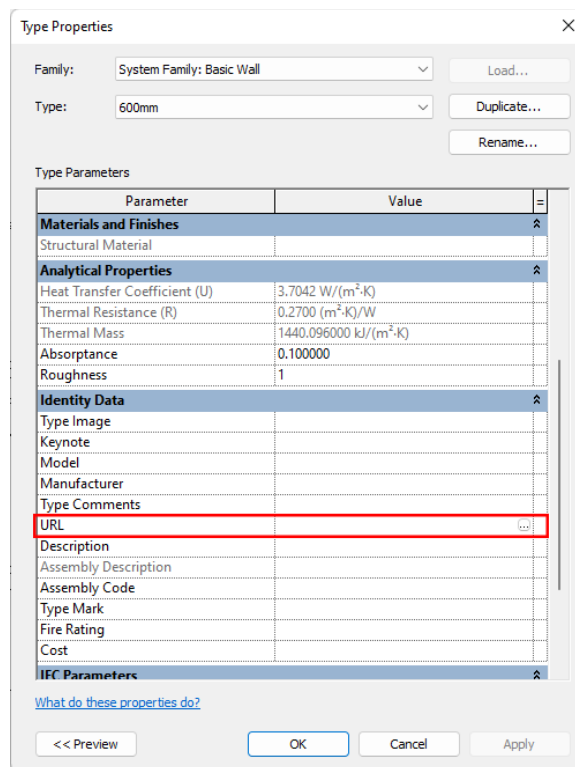 Type Properties
Family: System Family: Basic Wall Load...
Type: 600mm Duplicate...
Rename...
Type Parameters
Parameter Value =
Materials and Finishes
Structural Material
Analytical Properties
Heat Transfer Coefficient (U) 3.7042 W/(m²·K)
Thermal Resistance (R) 0.2700 (m²·K)/W
Thermal Mass 1440.096000 kJ/(m²·K)
Absorptance 0.100000
Roughness 1
Identity Data
Type Image
Keynote
Model
Manufacturer
Type Comments
URL ...
Description
Assembly Description
Assembly Code
Type Mark
Fire Rating
Cost
IFC Parameters
What do these properties do?
<< Preview OK Cancel Apply